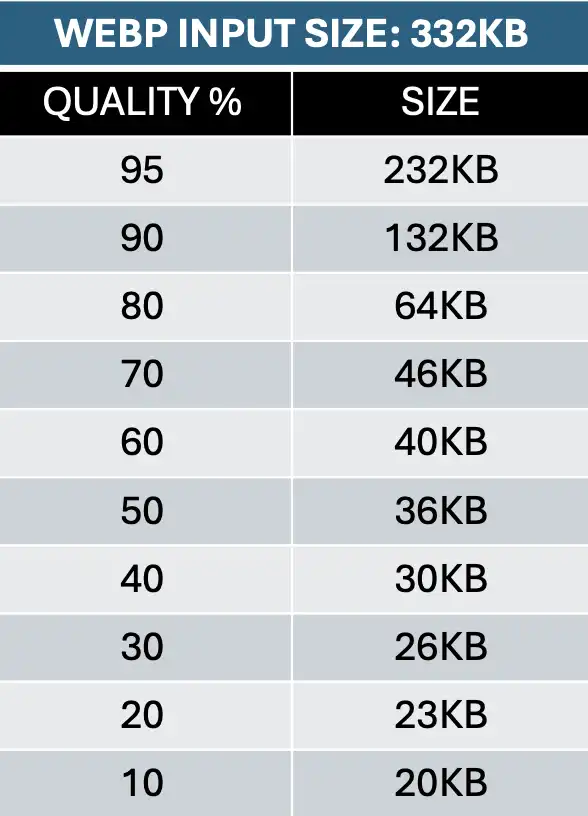 WEBP INPUT SIZE: 332KB
QUALITY % SIZE
95 232KB
90 132KB
80 64KB
70 46KB
60 40KB
50 36KB
40 30KB
30 26KB
20 23KB
10 20KB